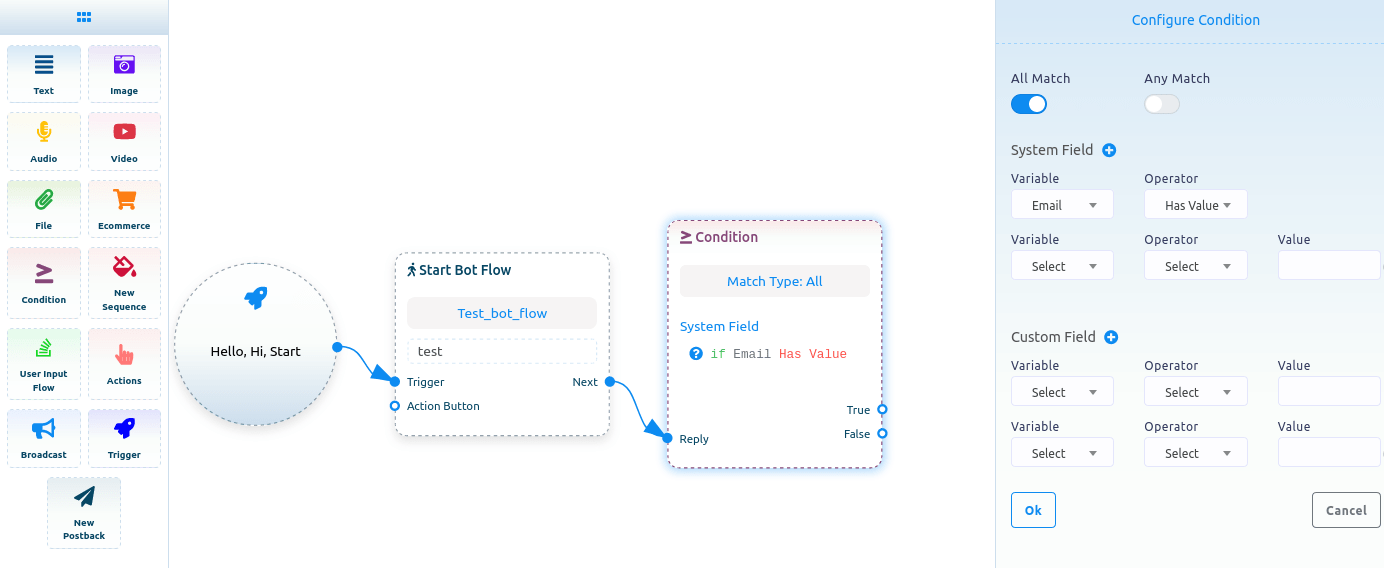 Text
Image
Audio
Video
File
Ecommerce
Condition
New
Sequence
User Input
Flow
Actions
Broadcast
Trigger
New
Postback
Hello, Hi, Start
Start Bot Flow
Test_bot_flow
test
Trigger
Next
Action Button
Condition
Match Type: All
System Field
if Email Has Value
True
False
Reply
Configure Condition
All Match
Any Match
System Field
Variable
Operator
Email
Has Value
Variable
Operator
Value
Select
Select
Custom Field
Variable
Operator
Value
Select
Select
Variable
Operator
Value
Select
Select
Ok
Cancel